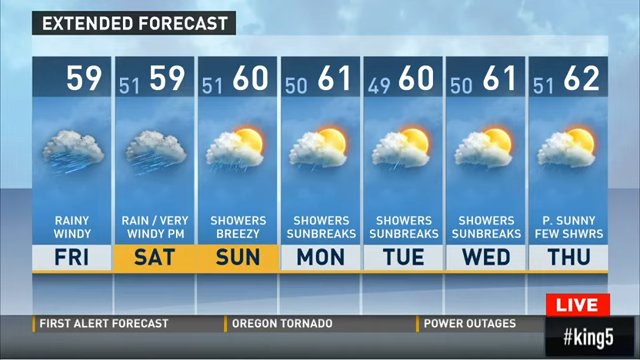 EXTENDED FORECAST
59 51 59 51 60 50 61 49 60 50 61 51 62
RAINY RAIN / VERY SHOWERS SHOWERS SHOWERS SHOWERS P. SUNNY
WINDY WINDY PM BREEZY SUNBREAKS SUNBREAKS SUNBREAKS FEW SHWRS
FRI SAT SUN MON TUE WED THU
LIVE
FIRST ALERT FORECAST OREGON TORNADO POWER OUTAGES #king5